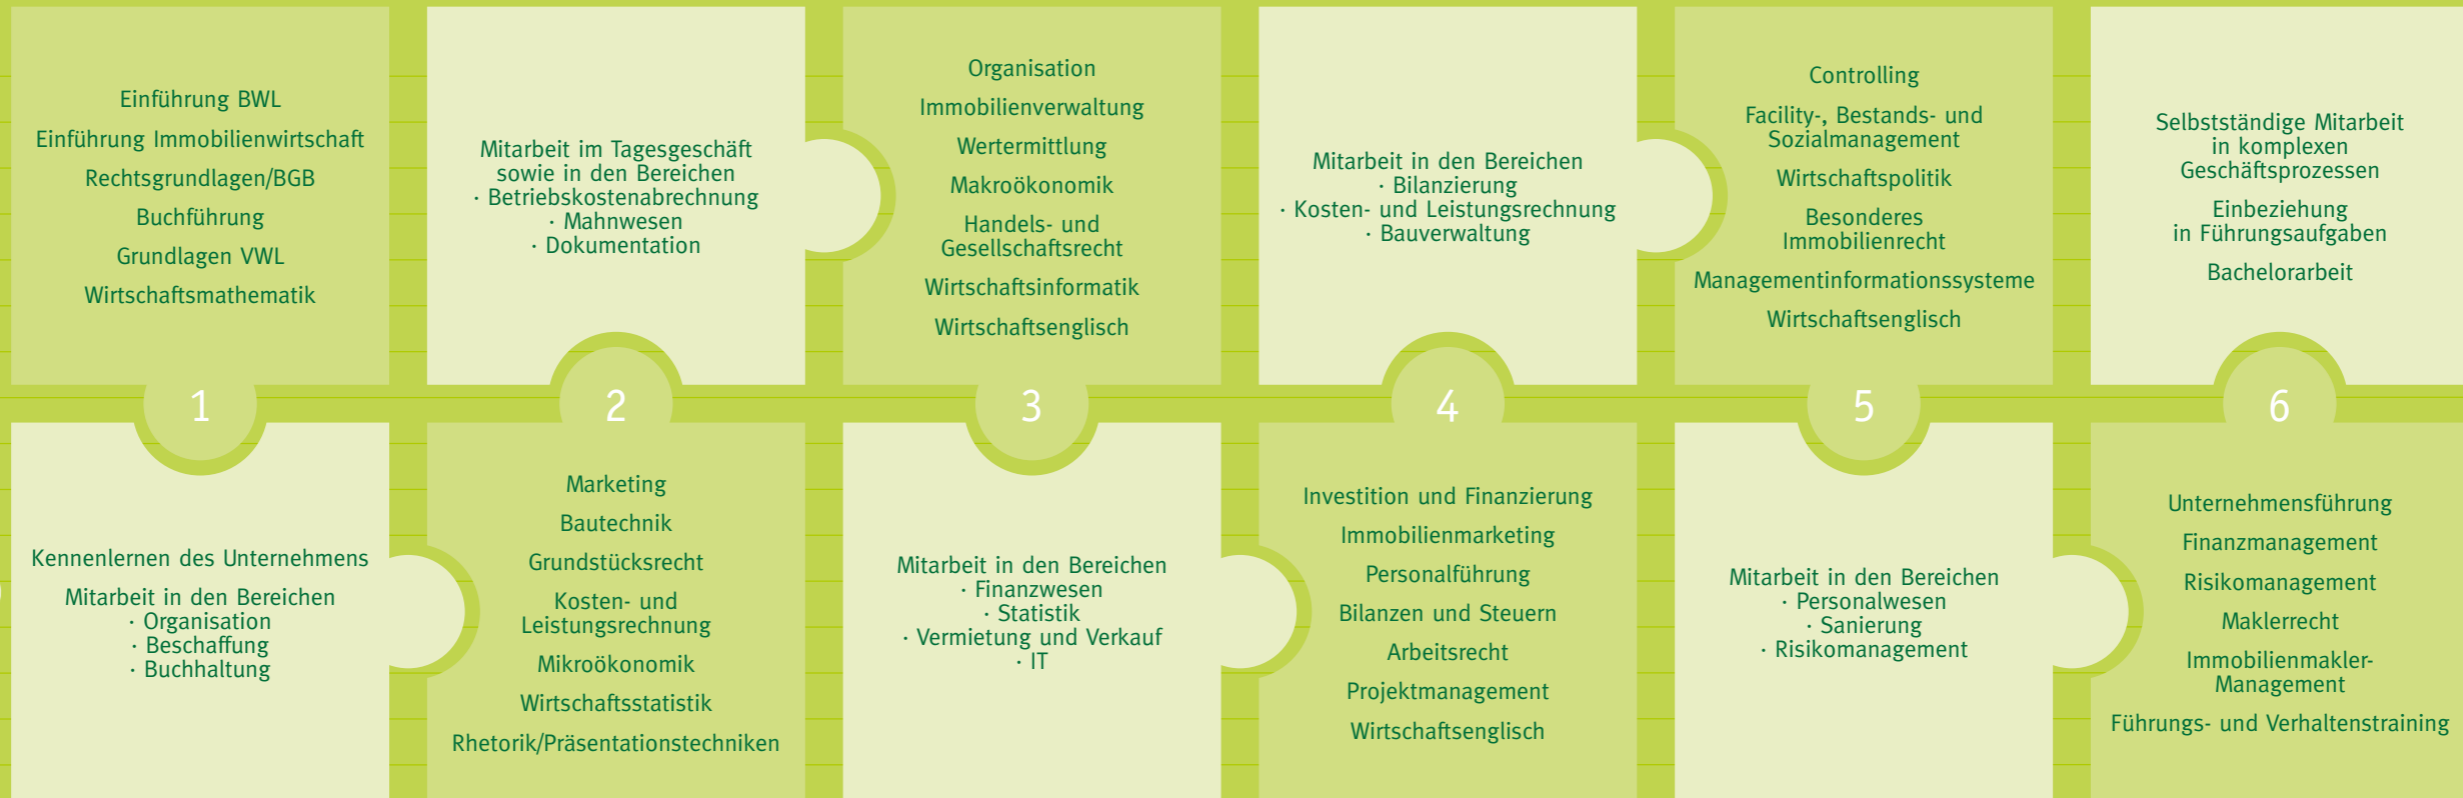 Einführung BWL
Einführung Immobilienwirtschaft
Rechtsgrundlagen/BGB
Buchführung
Grundlagen VWL
Wirtschaftsmathematik
1
Kennenlernen des Unternehmens
Mitarbeit in den Bereichen
· Organisation
· Beschaffung
· Buchhaltung
Mitarbeit im Tagesgeschäft
sowie in den Bereichen
· Betriebskostenabrechnung
· Mahnwesen
· Dokumentation
2
Marketing
Bautechnik
Grundstücksrecht
Kosten- und
Leistungsrechnung
Mikroökonomik
Wirtschaftsstatistik
Rhetorik/Präsentationstechniken
Organisation
Immobilienverwaltung
Wertermittlung
Makroökonomik
Handels- und
Gesellschaftsrecht
Wirtschaftsinformatik
Wirtschaftsenglisch
3
Mitarbeit in den Bereichen
· Finanzwesen
· Statistik
· Vermietung und Verkauf
· IT
Mitarbeit in den Bereichen
· Bilanzierung
· Kosten- und Leistungsrechnung
· Bauverwaltung
4
Investition und Finanzierung
Immobilienmarketing
Personalführung
Bilanzen und Steuern
Arbeitsrecht
Projektmanagement
Wirtschaftsenglisch
Controlling
Facility-, Bestands- und
Sozialmanagement
Wirtschaftspolitik
Besonderes
Immobilienrecht
Managementinformationssysteme
Wirtschaftsenglisch
5
Mitarbeit in den Bereichen
· Personalwesen
· Sanierung
· Risikomanagement
Selbstständige Mitarbeit
in komplexen
Geschäftsprozessen
Einbeziehung
in Führungsaufgaben
Bachelorarbeit
6
Unternehmensführung
Finanzmanagement
Risikomanagement
Maklerrecht
Immobilienmakler-
Management
Führungs- und Verhaltenstraining